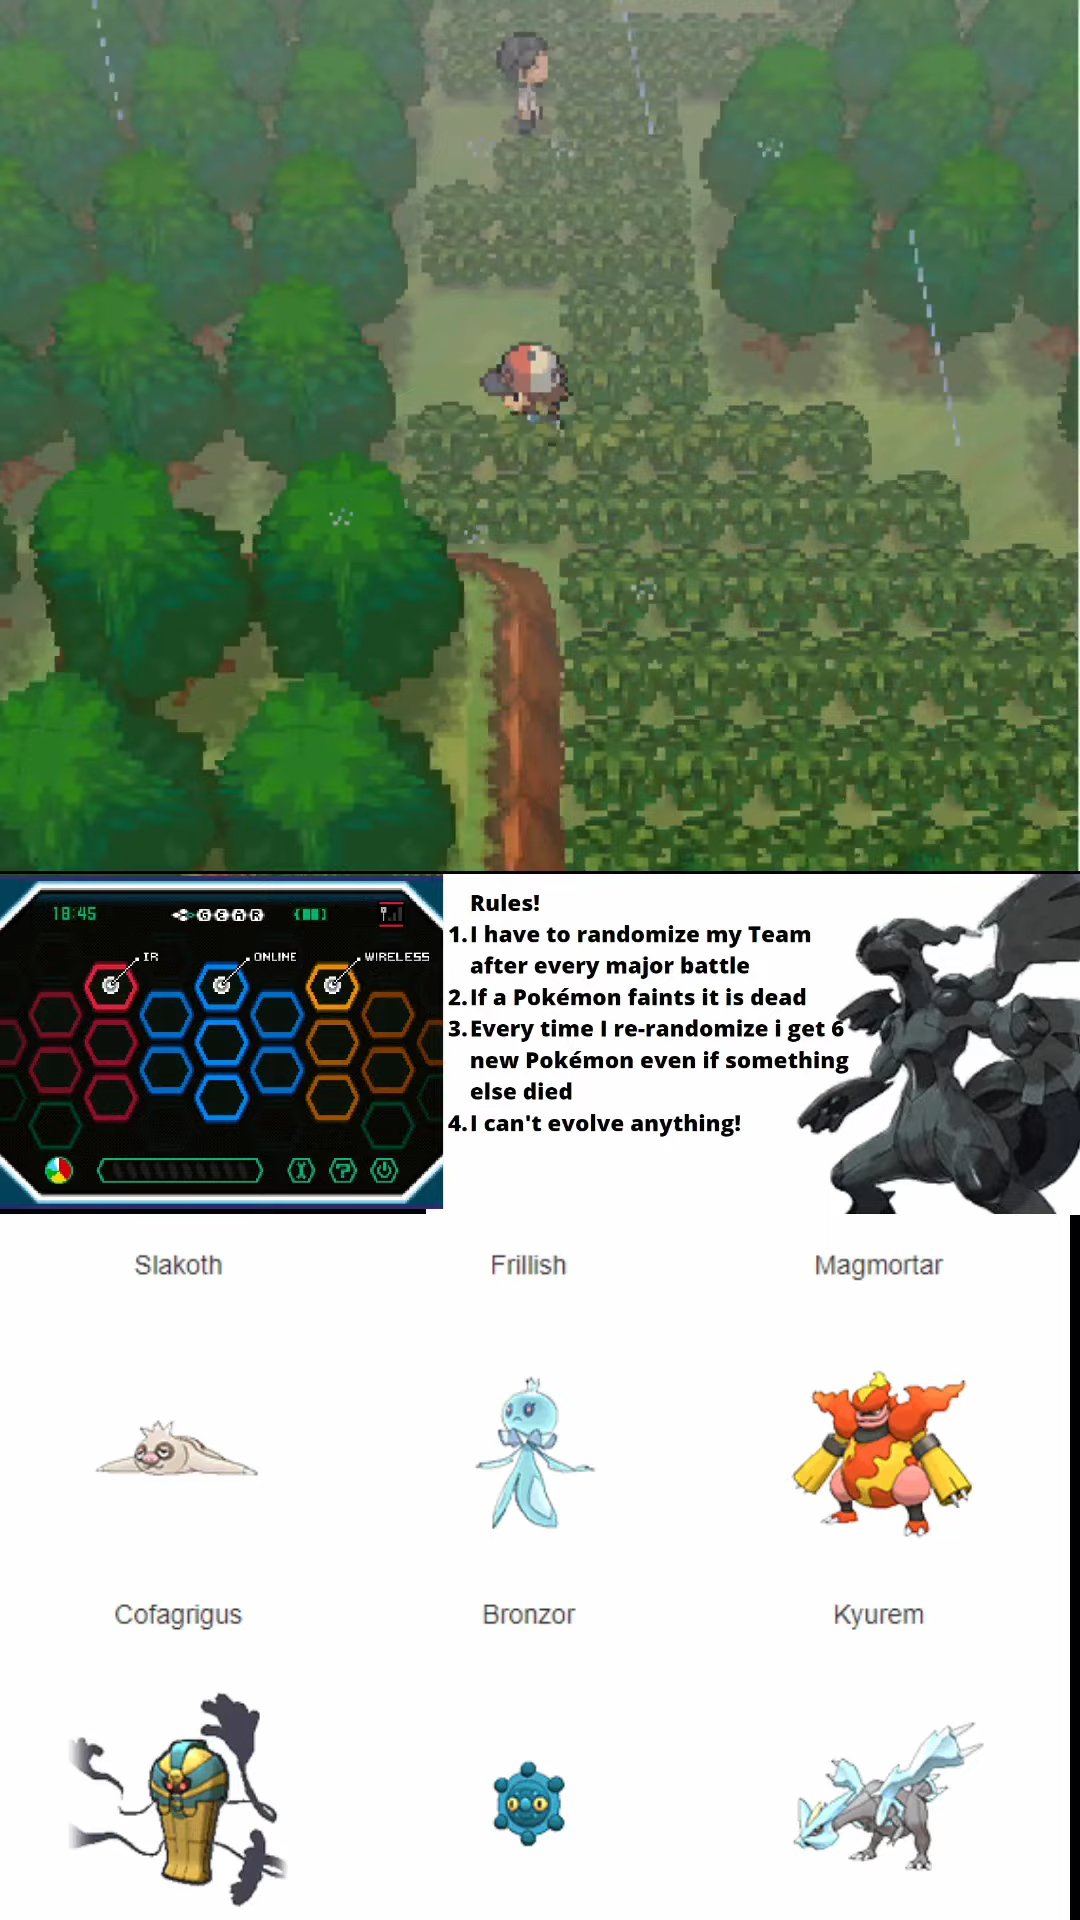 18:45
GEAR
IR
ONLINE
WIRELESS
Rules!
1. I have to randomize my Team
after every major battle
2. If a Pokémon faints it is dead
3. Every time I re-randomize i get 6
new Pokémon even if something
else died
4. I can't evolve anything!
Slakoth
Frillish
Magmortar
Cofagrigus
Bronzor
Kyurem